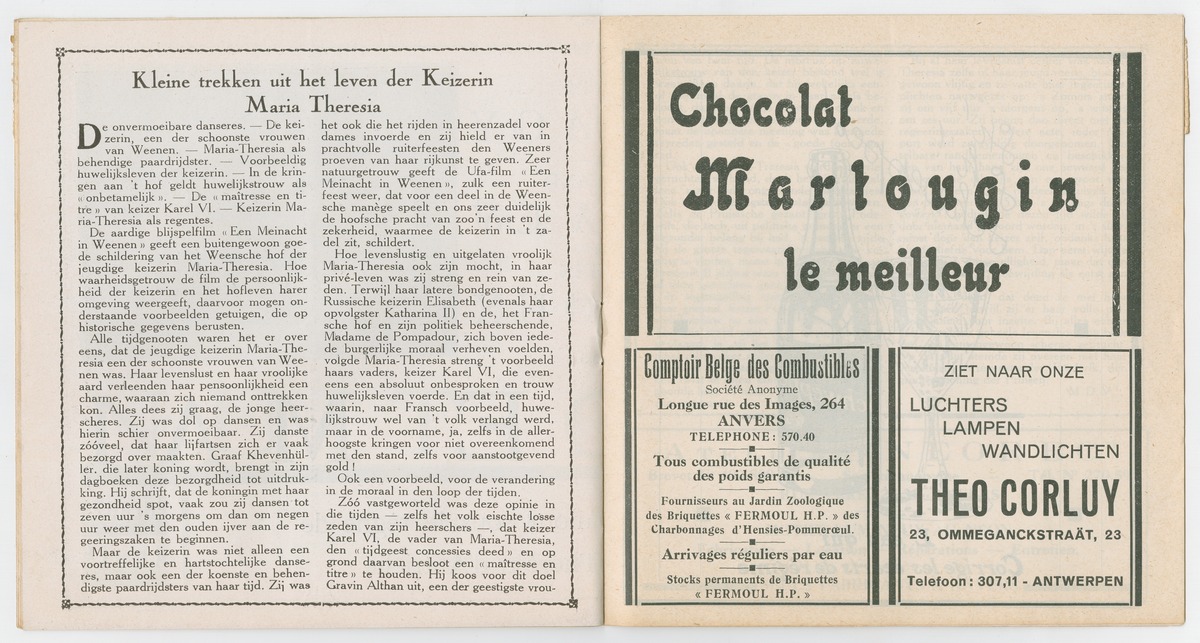 Kleine trekken uit het leven der Keizerin
Maria Theresia
De onvermoeibare danseres. — De kei-
zerin, een der schoonste vrouwen
van Weenen. — Maria-Theresia als
behendige paardrijdster. — Voorbeeldig
huwelijksleven der keizerin. — In de krin-
gen aan 't hof geldt huwelijkstrouw als
« onbetamelijk ». — De « maîtresse en ti-
tre » van keizer Karel VI. — Keizerin Ma-
ria-Theresia als regentes.
De aardige blijspelfilm « Een Meinacht
in Weenen » geeft een buitengewoon goe-
de schildering van het Weensche hof der
jeugdige keizerin Maria-Theresia. Hoe
waarheidsgetrouw de film de persoonlijk-
heid der keizerin en het hofleven harer
omgeving weergeeft, daarvoor mogen on-
derstaande voorbeelden getuigen, die op
historische gegevens berusten.
Alle tijdgenooten waren het er over
eens, dat de jeugdige keizerin Maria-The-
resia een der schoonste vrouwen van Wee-
nen was. Haar levenslust en haar vroolijke
aard verleenden haar pensoonlijkheid een
charme, waaraan zich niemand onttrekken
kon. Alles dees zij graag, de jonge heer-
scheres. Zij was dol op dansen en was
hierin schier onvermoeibaar. Zij danste
zóóveel, dat haar lijfartsen zich er vaak
bezorgd over maakten. Graaf Khevenhül-
ler. die later koning wordt, brengt in zijn
dagboeken deze bezorgdheid tot uitdruk-
king. Hij schrijft, dat de koningin met haar
gezondheid spot, vaak zou zij dansen tot
zeven uur 's morgens om dan om negen
uur weer met den ouden ijver aan de re-
geeringszaken te beginnen.
Maar de keizerin was niet alleen een
voortreffelijke en hartstochtelijke danse-
res, maar ook een der koenste en behen-
digste paardrijdsters van haar tijd. Zij was
het ook die het rijden in heerenzadel voor
dames invoerde en zij hield er van in
prachtvolle ruiterfeesten den Weeners
proeven van haar rijkunst te geven. Zeer
natuurgetrouw geeft de Ufa-film « Een
Meinacht in Weenen », zulk een ruiter-
feest weer, dat voor een deel in de Ween-
sche manège speelt en ons zeer duidelijk
de hoofsche pracht van zoo'n feest en de
zekerheid, waarmee de keizerin in 't za-
del zit, schildert.
Hoe levenslustig en uitgelaten vroolijk
Maria-Theresia ook zijn mocht, in haar
privé-leven was zij streng en rein van ze-
den. Terwijl haar latere bondgenooten, de
Russische keizerin Elisabeth (evenals haar
opvolgster Katharina II) en de, het Fran-
sche hof en zijn politiek beheerschende,
Madame de Pompadour, zich boven iede-
de burgerlijke moraal verheven voelden,
volgde Maria-Theresia streng 't voorbeeld
haars vaders, keizer Karel VI, die even-
eens een absoluut onbesproken en trouw
huwelijksleven voerde. En dat in een tijd,
waarin, naar Fransch voorbeeld, huwe-
lijkstrouw wel van 't volk verlangd werd,
maar in de voorname, ja, zelfs in de aller-
hoogste kringen voor niet overeenkomend
met den stand, zelfs voor aanstootgevend
gold !
Ook een voorbeeld, voor de verandering
in de moraal in den loop der tijden.
Zóó vastgeworteld was deze opinie in
die tijden — zelfs het volk eischte losse
zeden van zijn heerschers —, dat keizer
Karel VI, de vader van Maria-Theresia,
den « tijdgeest concessies deed » en op
grond daarvan besloot een « maîtresse en
titre » te houden. Hij koos voor dit doel
Gravin Althan uit, een der geestigste vrou-
Chocolat
Martougin
le meilleur
Comptoir Belge des Combustibles
Société Anonyme
Longue rue des Images, 264
ANVERS
TELEPHONE : 570.40
Tous combustibles de qualité
des poids garantis
Fournisseurs au Jardin Zoologique
des Briquettes « FERMOUL H.P. » des
Charbonnages d'Hensies-Pommerœul.
Arrivages réguliers par eau
Stocks permanents de Briquettes
« FERMOUL H.P. »
ZIET NAAR ONZE
LUCHTERS
LAMPEN
WANDLICHTEN
THEO CORLUY
23, OMMEGANCKSTRAÄT, 23
Telefoon : 307,11 - ANTWERPEN